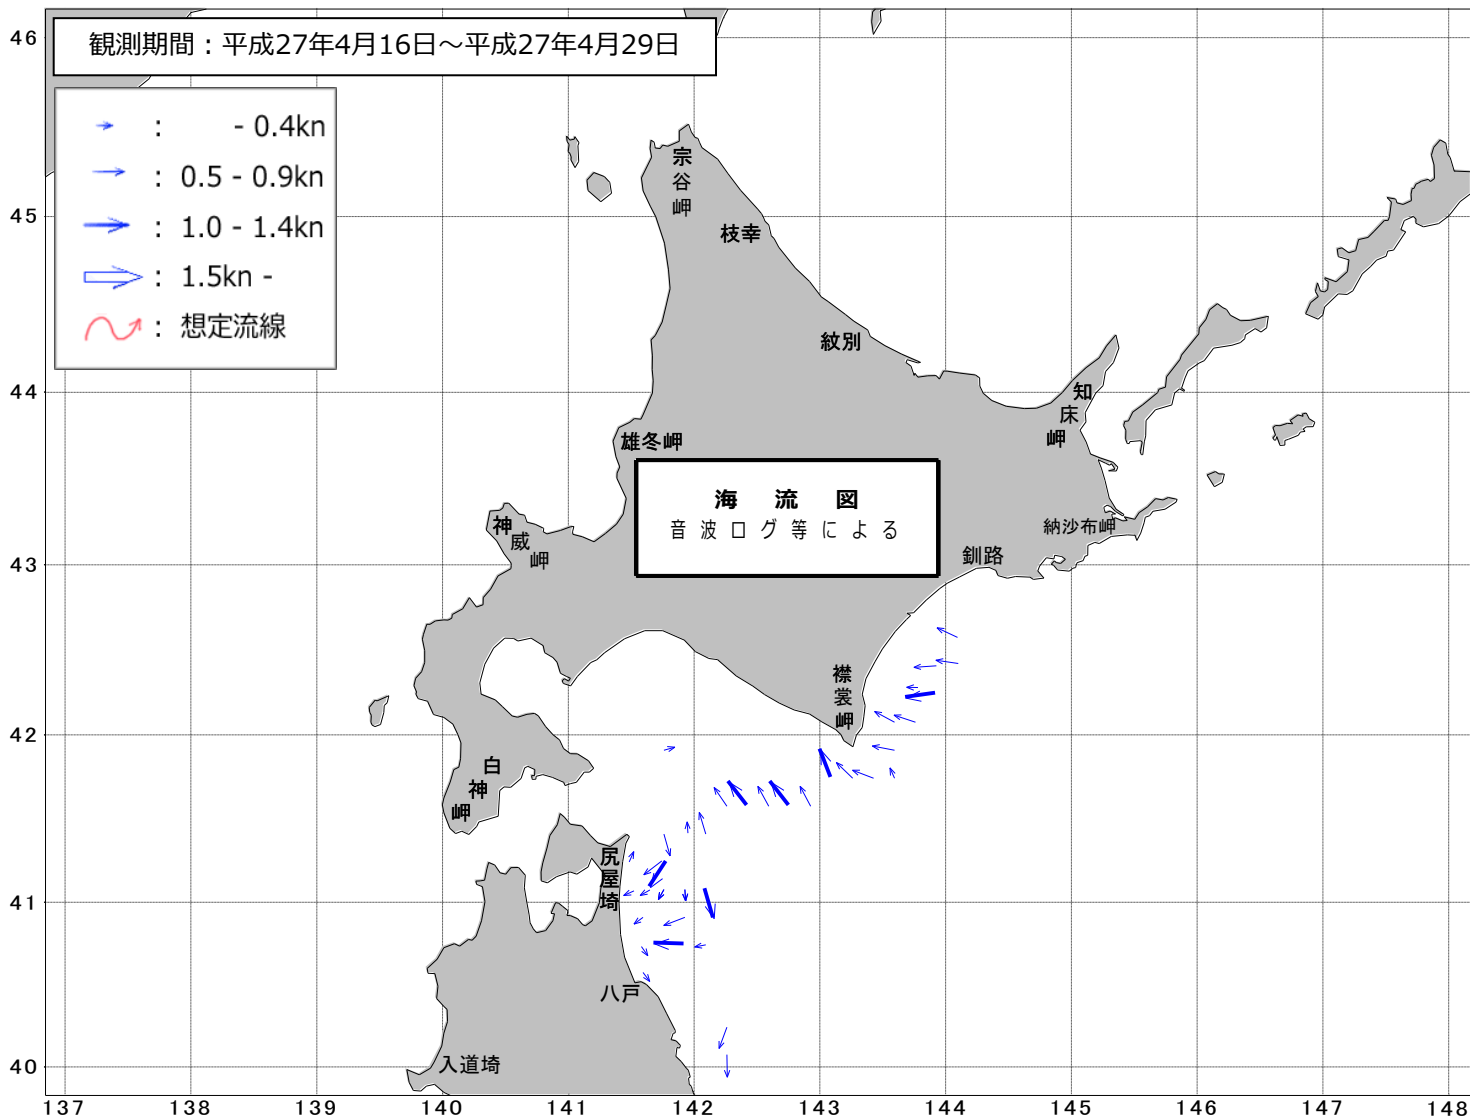 観測期間：平成27年4月16日～平成27年4月29日
： - 0.4kn
： 0.5 - 0.9kn
： 1.0 - 1.4kn
： 1.5kn -
： 想定流線
46
45
44
43
42
41
40
宗谷岬
枝幸
紋別
知床岬
雄冬岬
海 流 図
音 波 ロ グ 等 に よ る
神威岬
納沙布岬
釧路
襟裳岬
白神岬
尻屋埼
八戸
入道埼
137 138 139 140 141 142 143 144 145 146 147 148